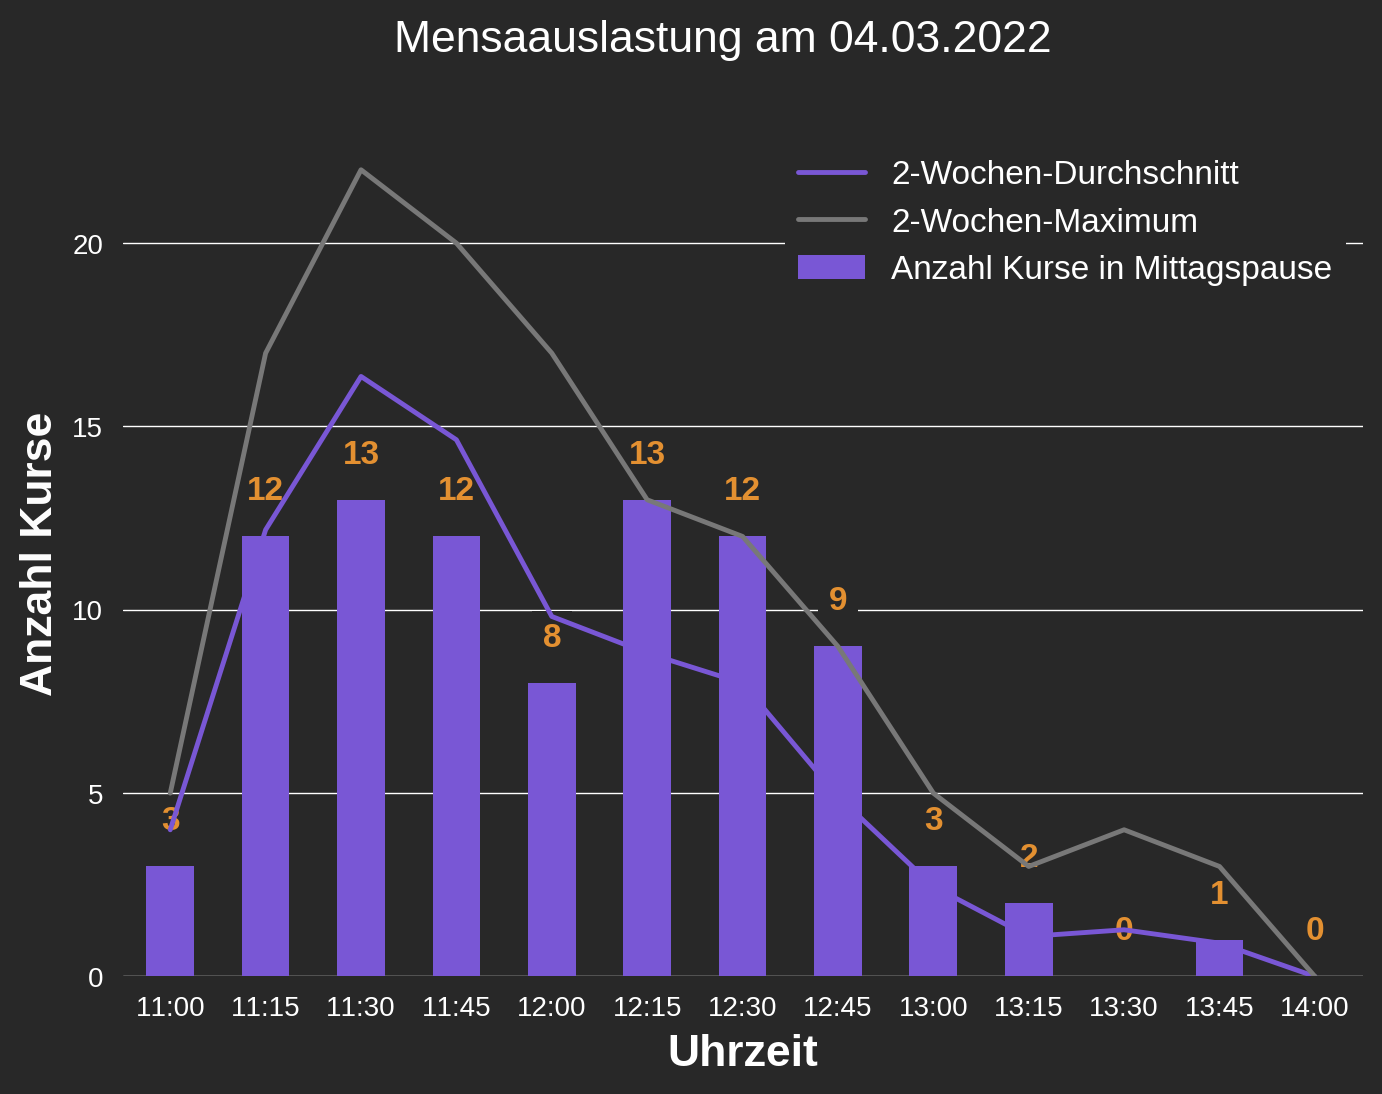 Mensaauslastung am 04.03.2022
2-Wochen-Durchschnitt
2-Wochen-Maximum
Anzahl Kurse in Mittagspause
Anzahl Kurse
20
15
10
5
0
3
12
13
12
8
13
12
9
3
2
0
1
0
11:00 11:15 11:30 11:45 12:00 12:15 12:30 12:45 13:00 13:15 13:30 13:45 14:00
Uhrzeit